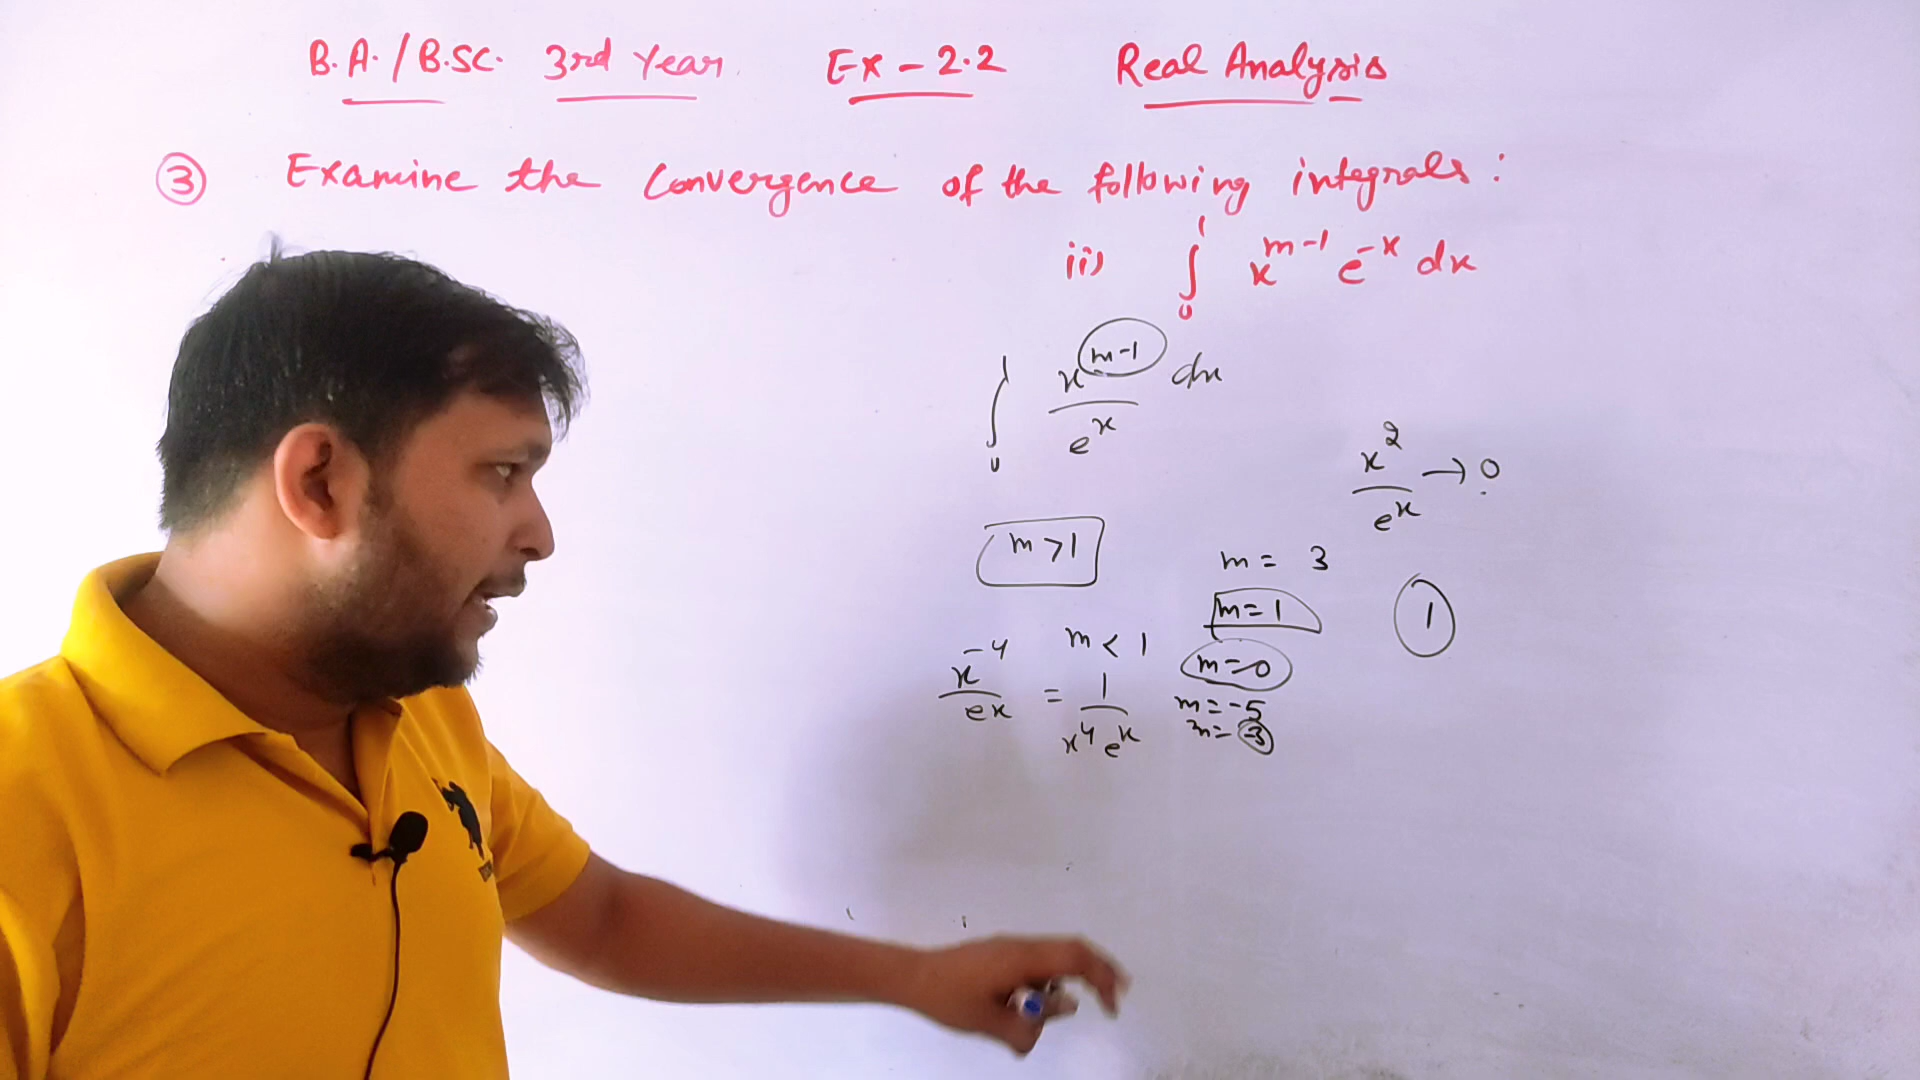 B.A./B.SC. 3rd Year. Ex - 2.2 Real Analysis
③ Examine the Convergence of the following integrals:
ii) ∫₀¹ x^(m-1) e^(-x) dx
∫₀¹ x^(m-1)/e^x dx
x²/e^x → 0
m > 1
m = 3
m = 1
1
m < 1
m = 0
x^(-4)/e^x = 1/(x⁴ e^x)
m = -5
m = -3